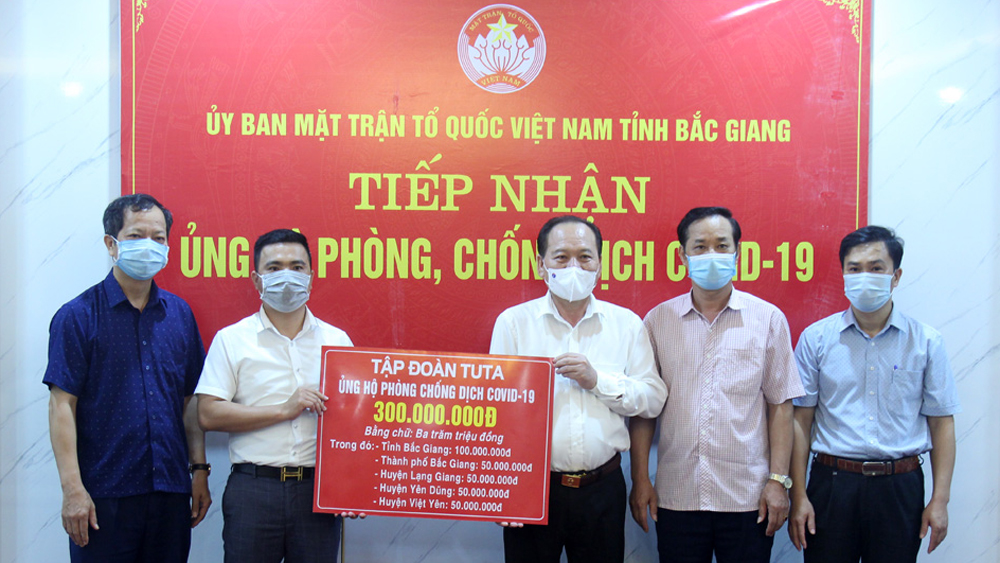 MẶT TRẬN TỔ QUỐC
VIỆT NAM
ỦY BAN MẶT TRẬN TỔ QUỐC VIỆT NAM TỈNH BẮC GIANG
TIẾP NHẬN
ỦNG PHÒNG, CHỐNG DỊCH COVID-19
TẬP ĐOÀN TUTA
ỦNG HỘ PHÒNG CHỐNG DỊCH COVID-19
300.000.000Đ
Bằng chữ: Ba trăm triệu đồng
Trong đó: - Tỉnh Bắc Giang: 100.000.000đ
- Thành phố Bắc Giang: 50.000.000đ
- Huyện Lạng Giang: 50.000.000đ
- Huyện Yên Dũng: 50.000.000đ
- Huyện Việt Yên: 50.000.000đ